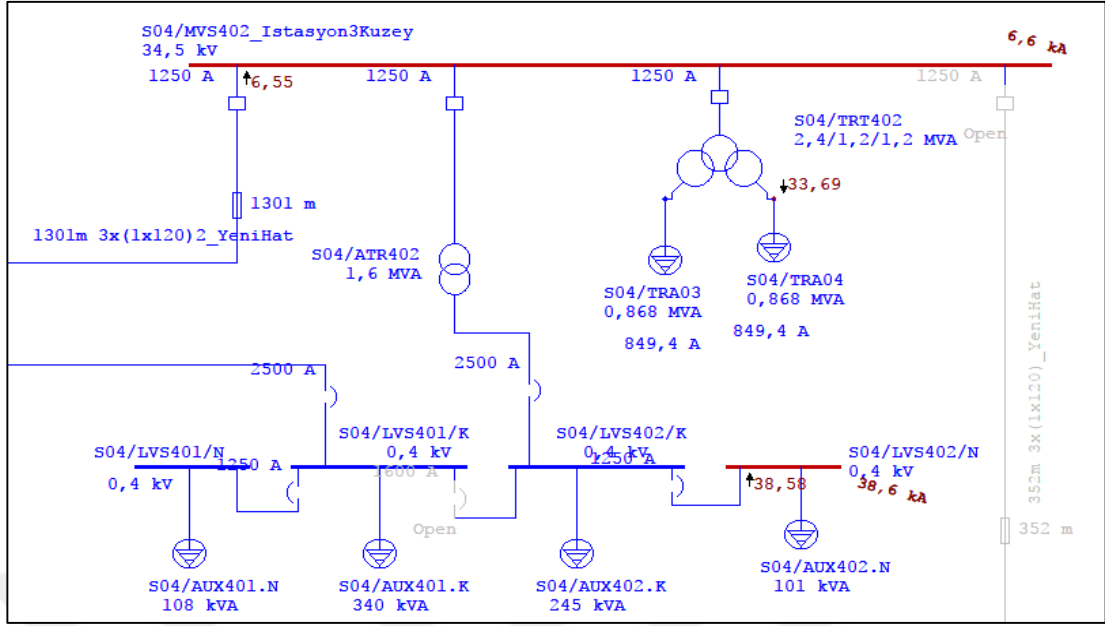 S04/MVS402_Istasyon3Kuzey
34,5 kV
6,6 kA
1250 A
6,55
1250 A
1250 A
1250 A
S04/TRT402
2,4/1,2/1,2 MVA
Open
33,69
1301 m
1301m 3x(1x120)2_YeniHat
S04/ATR402
1,6 MVA
S04/TRA03
0,868 MVA
849,4 A
S04/TRA04
0,868 MVA
849,4 A
352m 3x(1x120)_YeniHat
2500 A
2500 A
S04/LVS401/N
0,4 kV
1250 A
S04/LVS401/K
0,4 kV
1600 A
Open
S04/LVS402/K
0,4 kV
1250 A
S04/LVS402/N
0,4 kV
38,58
38,6 kA
352 m
S04/AUX401.N
108 kVA
S04/AUX401.K
340 kVA
S04/AUX402.K
245 kVA
S04/AUX402.N
101 kVA